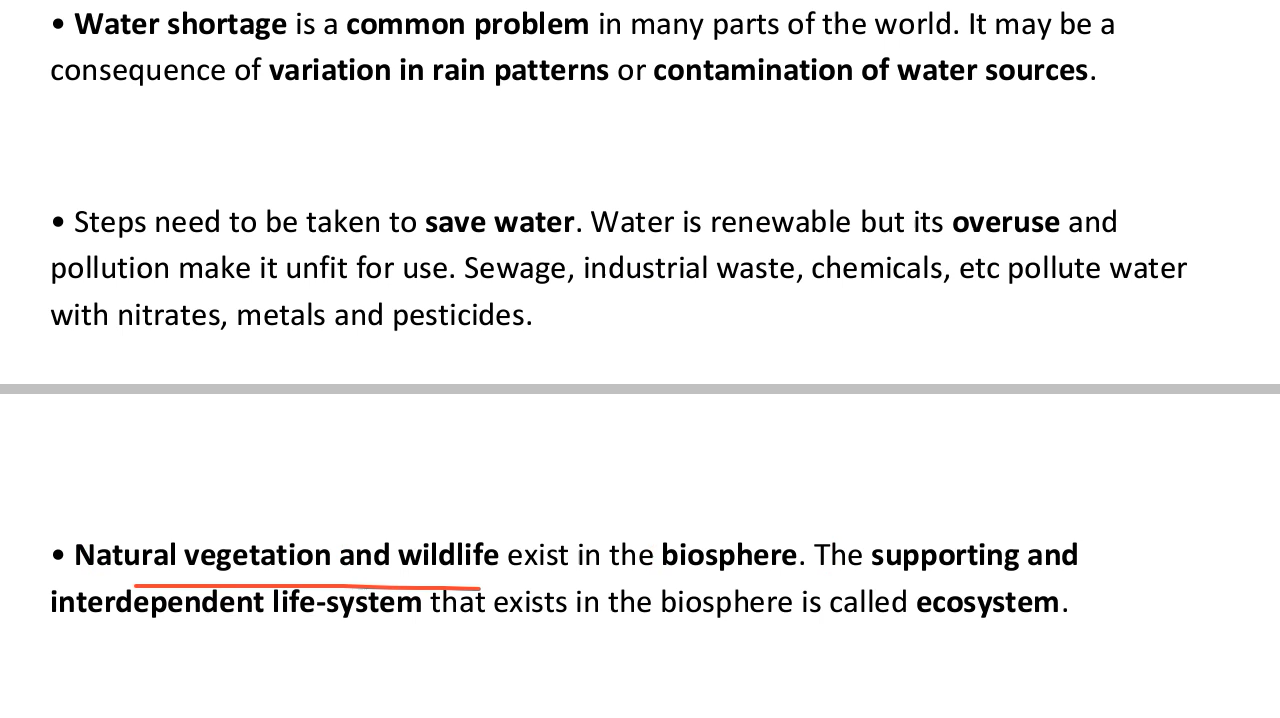 • Water shortage is a common problem in many parts of the world. It may be a
consequence of variation in rain patterns or contamination of water sources.
• Steps need to be taken to save water. Water is renewable but its overuse and
pollution make it unfit for use. Sewage, industrial waste, chemicals, etc pollute water
with nitrates, metals and pesticides.
• Natural vegetation and wildlife exist in the biosphere. The supporting and
interdependent life-system that exists in the biosphere is called ecosystem.